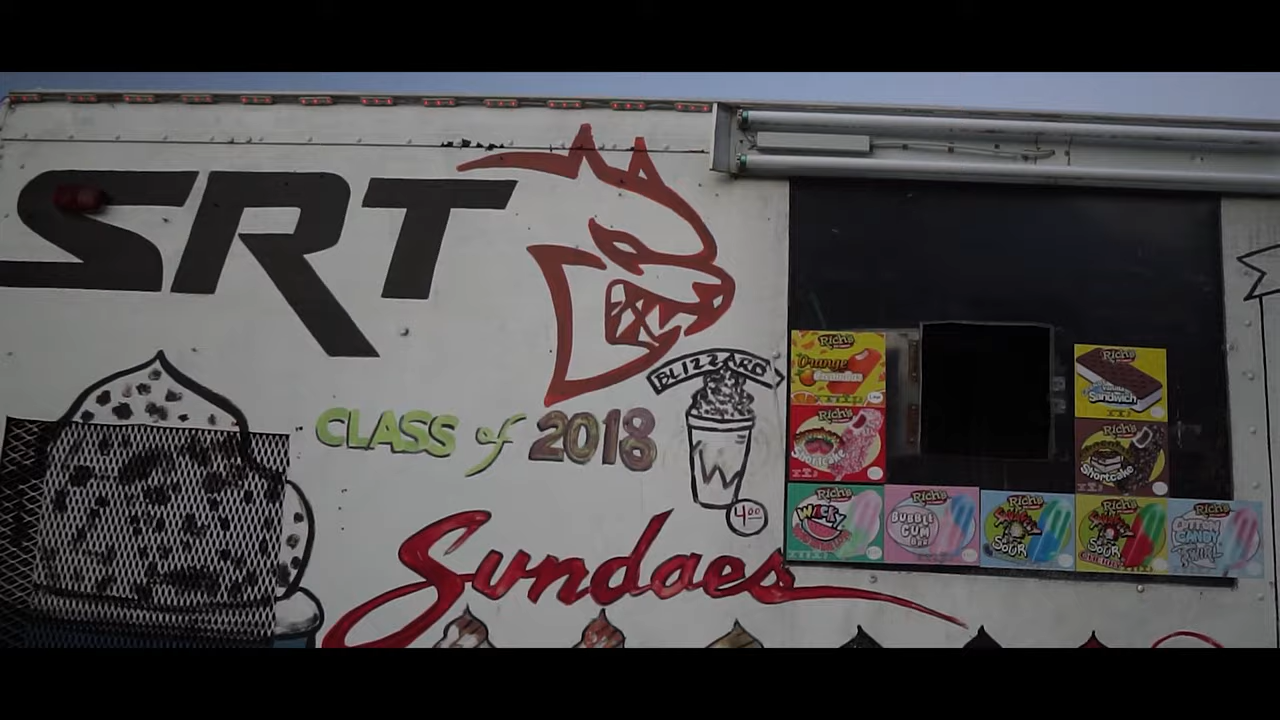 SRT
BLIZZARD
CLASS of 2018
4.00
Sundaes
Rich's
Orange
Rich's
Shortcake
Rich's
WACKY
Rich's
BUBBLE
GUM
Rich's
SOUR
Rich's
Sandwich
Rich's
Shortcake
Rich's
SOUR
Rich's
COTTON
CANDY
SWIRL